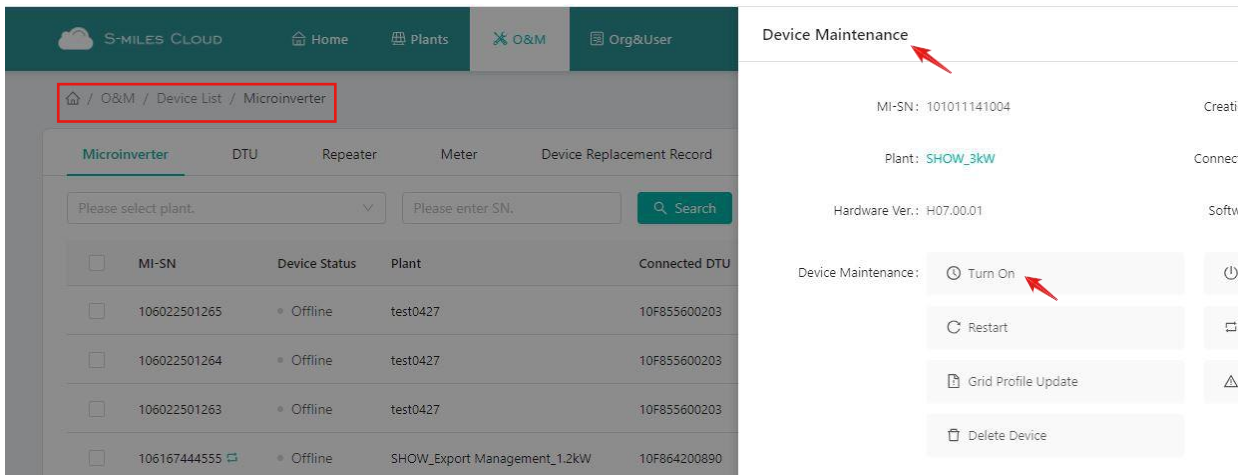 S-MILES CLOUD Home Plants O&M Org&User
/ O&M / Device List / Microinverter
Microinverter DTU Repeater Meter Device Replacement Record
Please select plant. Please enter SN. Search
MI-SN Device Status Plant Connected DTU
106022501265 Offline test0427 10F855600203
106022501264 Offline test0427 10F855600203
106022501263 Offline test0427 10F855600203
106167444555 Offline SHOW_Export Management_1.2kW 10F864200890
Device Maintenance
MI-SN: 101011141004 Creati
Plant: SHOW_3kW Connect
Hardware Ver.: H07.00.01 Softw
Device Maintenance: Turn On
Restart
Grid Profile Update
Delete Device